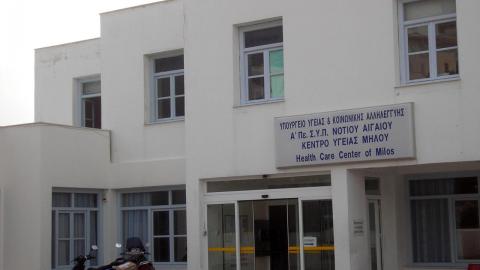 ΥΠΟΥΡΓΕΙΟ ΥΓΕΙΑΣ & ΚΟΙΝΩΝΙΚΗΣ ΑΛΛΗΛΕΓΓΥΗΣ
Α΄ Πε. Σ.Υ.Π. ΝΟΤΙΟΥ ΑΙΓΑΙΟΥ
ΚΕΝΤΡΟ ΥΓΕΙΑΣ ΜΗΛΟΥ
Health Care Center of Milos